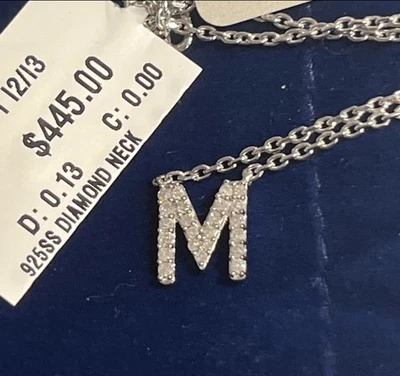 12/13
$445.00
D: 0.13 C: 0.00
925SS DIAMOND NECK
M